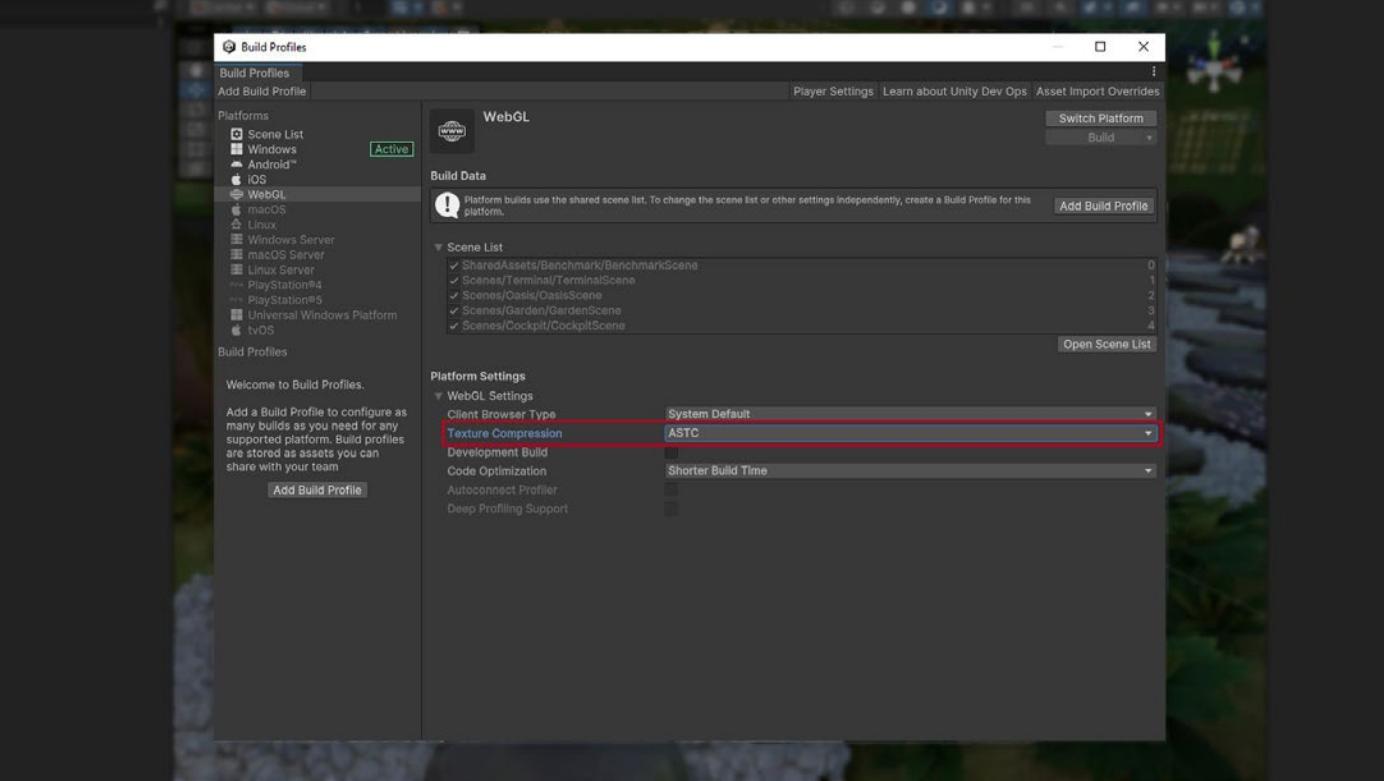 Build Profiles
Build Profiles
Add Build Profile
Player Settings
Learn about Unity Dev Ops
Asset Import Overrides
Platforms
Scene List
Windows
Active
Android™
iOS
WebGL
macOS
Linux
Windows Server
macOS Server
Linux Server
PlayStation®4
PlayStation®5
Universal Windows Platform
tvOS
Build Profiles
Welcome to Build Profiles.
Add a Build Profile to configure as
many builds as you need for any
supported platform. Build profiles
are stored as assets you can
share with your team
Add Build Profile
www
WebGL
Switch Platform
Build
Build Data
Platform builds use the shared scene list. To change the scene list or other settings independently, create a Build Profile for this
platform.
Add Build Profile
Scene List
SharedAssets/Benchmark/BenchmarkScene 0
Scenes/Terminal/TerminalScene 1
Scenes/Oasis/OasisScene 2
Scenes/Garden/GardenScene 3
Scenes/Cockpit/CockpitScene 4
Open Scene List
Platform Settings
WebGL Settings
Client Browser Type System Default
Texture Compression ASTC
Development Build
Code Optimization Shorter Build Time
Autoconnect Profiler
Deep Profiling Support